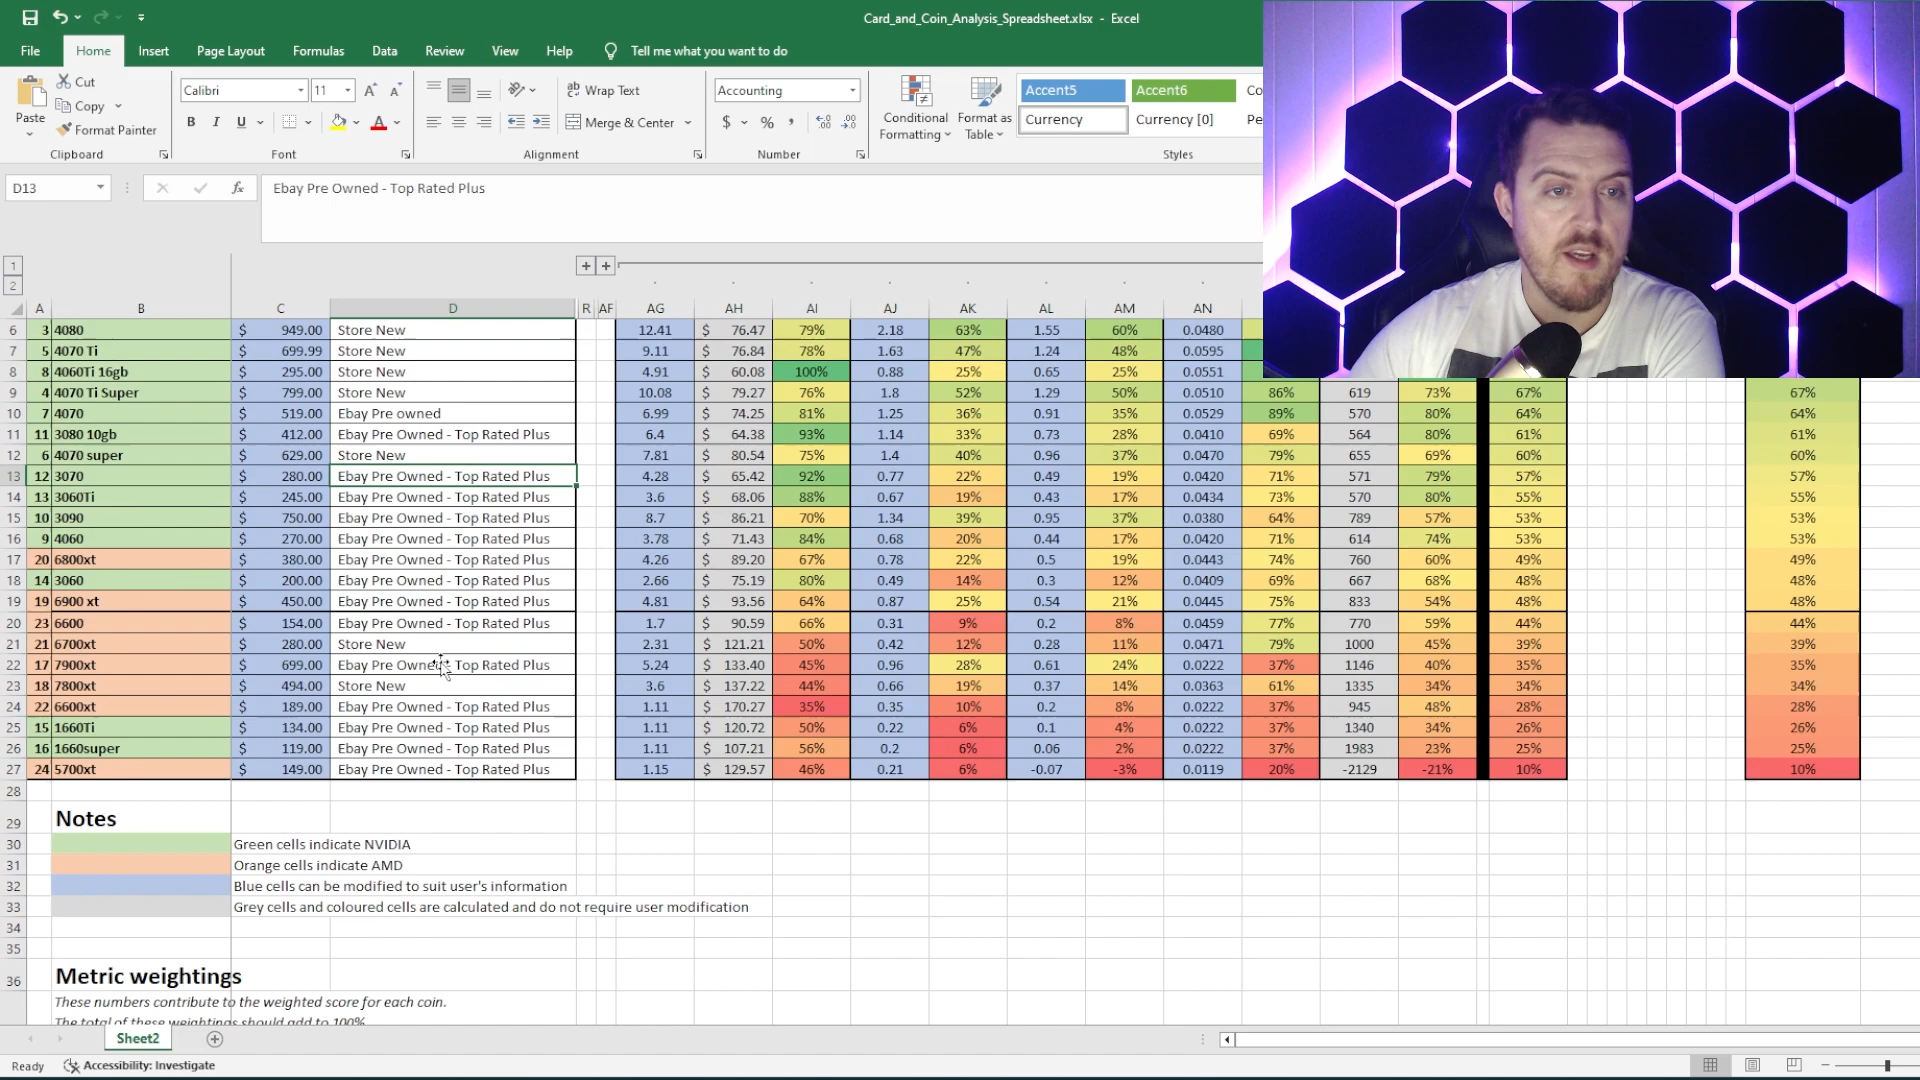 Card_and_Coin_Analysis_Spreadsheet.xlsx - Excel
File Home Insert Page Layout Formulas Data Review View Help Tell me what you want to do
Paste
Cut
Copy
Format Painter
Clipboard
Calibri 11
Font
Wrap Text
Merge & Center
Alignment
Accounting
Number
Conditional Formatting
Format as Table
Accent5 Accent6
Currency Currency [0]
Styles
D13 Ebay Pre Owned - Top Rated Plus
1
2
A B C D R AF AG AH AI AJ AK AL AM AN
6 3 4080 $ 949.00 Store New 12.41 $ 76.47 79% 2.18 63% 1.55 60% 0.0480
7 5 4070 Ti $ 699.99 Store New 9.11 $ 76.84 78% 1.63 47% 1.24 48% 0.0595
8 8 4060Ti 16gb $ 295.00 Store New 4.91 $ 60.08 100% 0.88 25% 0.65 25% 0.0551
9 4 4070 Ti Super $ 799.00 Store New 10.08 $ 79.27 76% 1.8 52% 1.29 50% 0.0510 86% 619 73% 67% 67%
10 7 4070 $ 519.00 Ebay Pre owned 6.99 $ 74.25 81% 1.25 36% 0.91 35% 0.0529 89% 570 80% 64% 64%
11 11 3080 10gb $ 412.00 Ebay Pre Owned - Top Rated Plus 6.4 $ 64.38 93% 1.14 33% 0.73 28% 0.0410 69% 564 80% 61% 61%
12 6 4070 super $ 629.00 Store New 7.81 $ 80.54 75% 1.4 40% 0.96 37% 0.0470 79% 655 69% 60% 60%
13 12 3070 $ 280.00 Ebay Pre Owned - Top Rated Plus 4.28 $ 65.42 92% 0.77 22% 0.49 19% 0.0420 71% 571 79% 57% 57%
14 13 3060Ti $ 245.00 Ebay Pre Owned - Top Rated Plus 3.6 $ 68.06 88% 0.67 19% 0.43 17% 0.0434 73% 570 80% 55% 55%
15 10 3090 $ 750.00 Ebay Pre Owned - Top Rated Plus 8.7 $ 86.21 70% 1.34 39% 0.95 37% 0.0380 64% 789 57% 53% 53%
16 9 4060 $ 270.00 Ebay Pre Owned - Top Rated Plus 3.78 $ 71.43 84% 0.68 20% 0.44 17% 0.0420 71% 614 74% 53% 53%
17 20 6800xt $ 380.00 Ebay Pre Owned - Top Rated Plus 4.26 $ 89.20 67% 0.78 22% 0.5 19% 0.0443 74% 760 60% 49% 49%
18 14 3060 $ 200.00 Ebay Pre Owned - Top Rated Plus 2.66 $ 75.19 80% 0.49 14% 0.3 12% 0.0409 69% 667 68% 48% 48%
19 19 6900 xt $ 450.00 Ebay Pre Owned - Top Rated Plus 4.81 $ 93.56 64% 0.87 25% 0.54 21% 0.0445 75% 833 54% 48% 48%
20 23 6600 $ 154.00 Ebay Pre Owned - Top Rated Plus 1.7 $ 90.59 66% 0.31 9% 0.2 8% 0.0459 77% 770 59% 44% 44%
21 21 6700xt $ 280.00 Store New 2.31 $ 121.21 50% 0.42 12% 0.28 11% 0.0471 79% 1000 45% 39% 39%
22 17 7900xt $ 699.00 Ebay Pre Owned - Top Rated Plus 5.24 $ 133.40 45% 0.96 28% 0.61 24% 0.0222 37% 1146 40% 35% 35%
23 18 7800xt $ 494.00 Store New 3.6 $ 137.22 44% 0.66 19% 0.37 14% 0.0363 61% 1335 34% 34% 34%
24 22 6600xt $ 189.00 Ebay Pre Owned - Top Rated Plus 1.11 $ 170.27 35% 0.35 10% 0.2 8% 0.0222 37% 945 48% 28% 28%
25 15 1660Ti $ 134.00 Ebay Pre Owned - Top Rated Plus 1.11 $ 120.72 50% 0.22 6% 0.1 4% 0.0222 37% 1340 34% 26% 26%
26 16 1660super $ 119.00 Ebay Pre Owned - Top Rated Plus 1.11 $ 107.21 56% 0.2 6% 0.06 2% 0.0222 37% 1983 23% 25% 25%
27 24 5700xt $ 149.00 Ebay Pre Owned - Top Rated Plus 1.15 $ 129.57 46% 0.21 6% -0.07 -3% 0.0119 20% -2129 -21% 10% 10%
28
29 Notes
30 Green cells indicate NVIDIA
31 Orange cells indicate AMD
32 Blue cells can be modified to suit user's information
33 Grey cells and coloured cells are calculated and do not require user modification
34
35
36 Metric weightings
These numbers contribute to the weighted score for each coin.
The total of these weightings should add to 100%
Sheet2
Ready Accessibility: Investigate